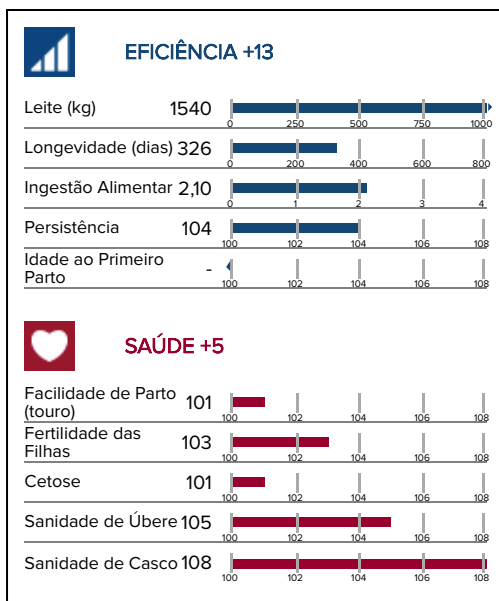 EFICIÊNCIA +13
Leite (kg) 1540
0 250 500 750 1000
Longevidade (dias) 326
0 200 400 600 800
Ingestão Alimentar 2,10
0 1 2 3 4
Persistência 104
100 102 104 106 108
Idade ao Primeiro
Parto -
100 102 104 106 108
SAÚDE +5
Facilidade de Parto
(touro) 101
100 102 104 106 108
Fertilidade das
Filhas 103
100 102 104 106 108
Cetose 101
100 102 104 106 108
Sanidade de Úbere 105
100 102 104 106 108
Sanidade de Casco 108
100 102 104 106 108